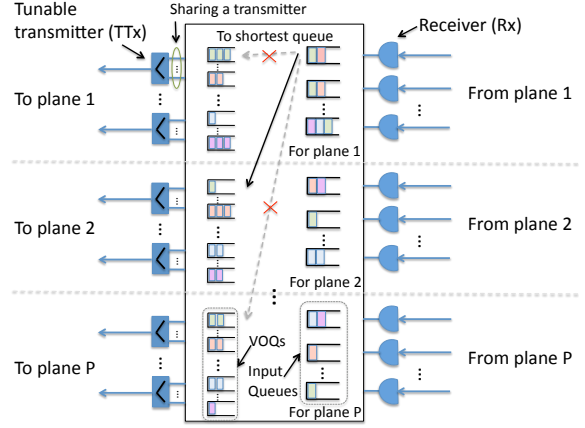 Tunable
transmitter (TTx)
Sharing a transmitter
To shortest queue
Receiver (Rx)
To plane 1
From plane 1
For plane 1
To plane 2
From plane 2
For plane 2
VOQs
Input
Queues
To plane P
From plane P
For plane P